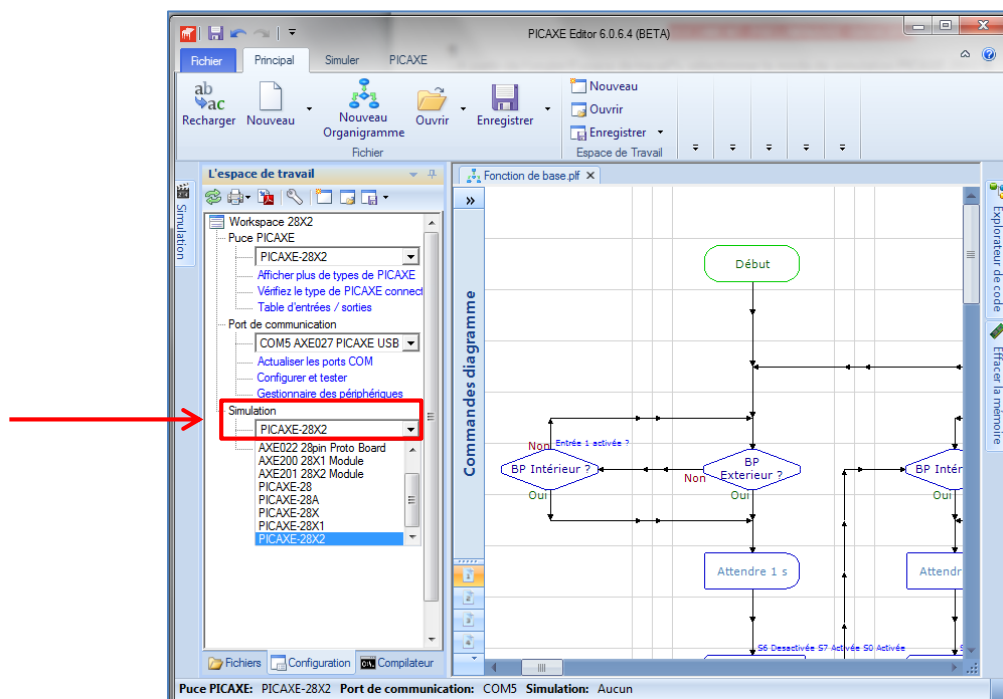 PICAXE Editor 6.0.6.4 (BETA)
Fichier Principal Simuler PICAXE
ab
ac
Recharger Nouveau Nouveau Organigramme Ouvrir Enregistrer
Fichier
Nouveau
Ouvrir
Enregistrer
Espace de Travail
Simulation
L'espace de travail
Workspace 28X2
Puce PICAXE
PICAXE-28X2
Afficher plus de types de PICAXE
Vérifiez le type de PICAXE connect
Table d'entrées / sorties
Port de communication
COM5 AXE027 PICAXE USB
Actualiser les ports COM
Configurer et tester
Gestionnaire des périphériques
Simulation
PICAXE-28X2
AXE022 28pin Proto Board
AXE200 28X1 Module
AXE201 28X2 Module
PICAXE-28
PICAXE-28A
PICAXE-28X
PICAXE-28X1
PICAXE-28X2
Fichiers Configuration Compilateur
Fonction de base.plf
Commandes diagramme
1
2
3
4
Début
Non Entrée 1 activée ?
BP Intérieur ?
Oui
Non
BP
Exterieur ?
Oui
BP Intér
Oui
Attendre 1 s
Attendr
S6 Desactivée S7 Activée S0 Activée
Explorateur de code
Effacer la mémoire
Puce PICAXE: PICAXE-28X2 Port de communication: COM5 Simulation: Aucun